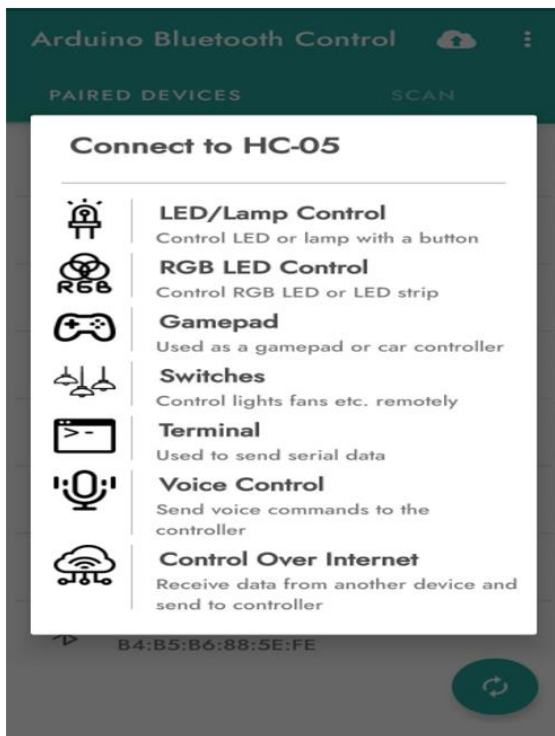 Arduino Bluetooth Control
PAIRED DEVICES SCAN
Connect to HC-05
LED/Lamp Control
Control LED or lamp with a button
RGB
RGB LED Control
Control RGB LED or LED strip
Gamepad
Used as a gamepad or car controller
Switches
Control lights fans etc. remotely
Terminal
Used to send serial data
Voice Control
Send voice commands to the
controller
Control Over Internet
Receive data from another device and
send to controller
B4:B5:B6:88:5E:FE